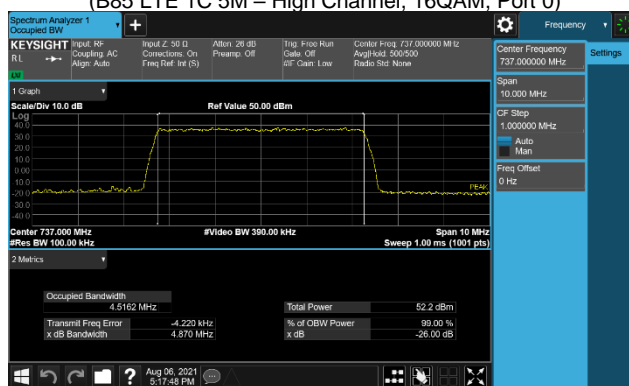 (B85 LTE 1C 5M – High Channel, 16QAM, Port 0)
Spectrum Analyzer 1
Occupied BW
Frequency
KEYSIGHT
Input: RF
Input Z: 50 Ω
Atten: 26 dB
Trig: Free Run
Center Freq: 737.000000 MHz
RL
Coupling: AC
Corrections: On
Preamp: Off
Gate: Off
Avg|Hold: 500/500
Align: Auto
Freq Ref: Int (S)
#IF Gain: Low
Radio Std: None
Center Frequency
737.000000 MHz
Settings
Span
10.000 MHz
CF Step
1.000000 MHz
Auto
Man
Freq Offset
0 Hz
1 Graph
Scale/Div 10.0 dB
Ref Value 50.00 dBm
Log
40.0
30.0
20.0
10.0
0.00
-10.0
-20.0
-30.0
-40.0
PEAK
Center 737.000 MHz
#Video BW 390.00 kHz
Span 10 MHz
#Res BW 100.00 kHz
Sweep 1.00 ms (1001 pts)
2 Metrics
Occupied Bandwidth
4.5162 MHz
Total Power
52.2 dBm
Transmit Freq Error
-4.220 kHz
% of OBW Power
99.00 %
x dB Bandwidth
4.870 MHz
x dB
-26.00 dB
Aug 06, 2021
5:17:48 PM